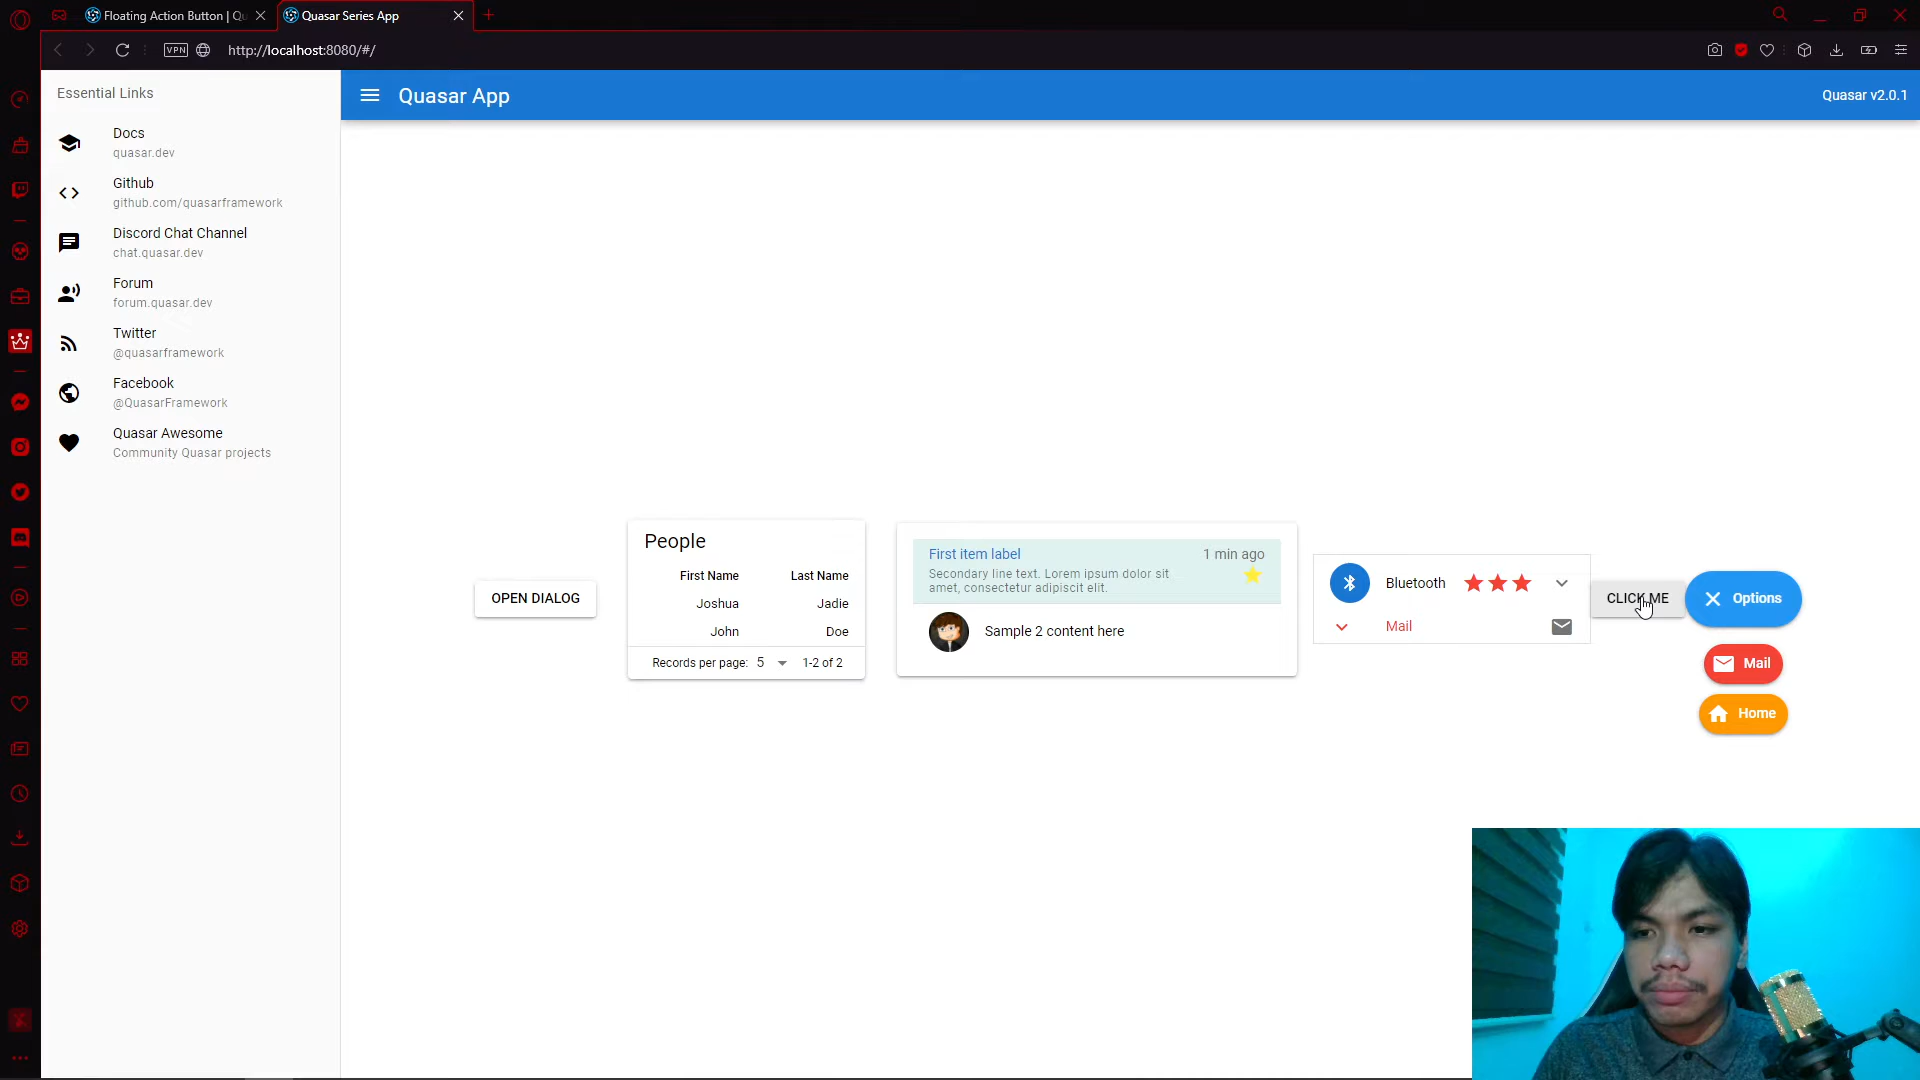 Floating Action Button | Qu
Quasar Series App
VPN
http://localhost:8080/#/
Essential Links
Docs
quasar.dev
Github
github.com/quasarframework
Discord Chat Channel
chat.quasar.dev
Forum
forum.quasar.dev
Twitter
@quasarframework
Facebook
@QuasarFramework
Quasar Awesome
Community Quasar projects
Quasar App
Quasar v2.0.1
OPEN DIALOG
People
First Name Last Name
Joshua Jadie
John Doe
Records per page: 5 1-2 of 2
First item label 1 min ago
Secondary line text. Lorem ipsum dolor sit
amet, consectetur adipiscit elit.
Sample 2 content here
Bluetooth
Mail
CLICK ME
Options
Mail
Home